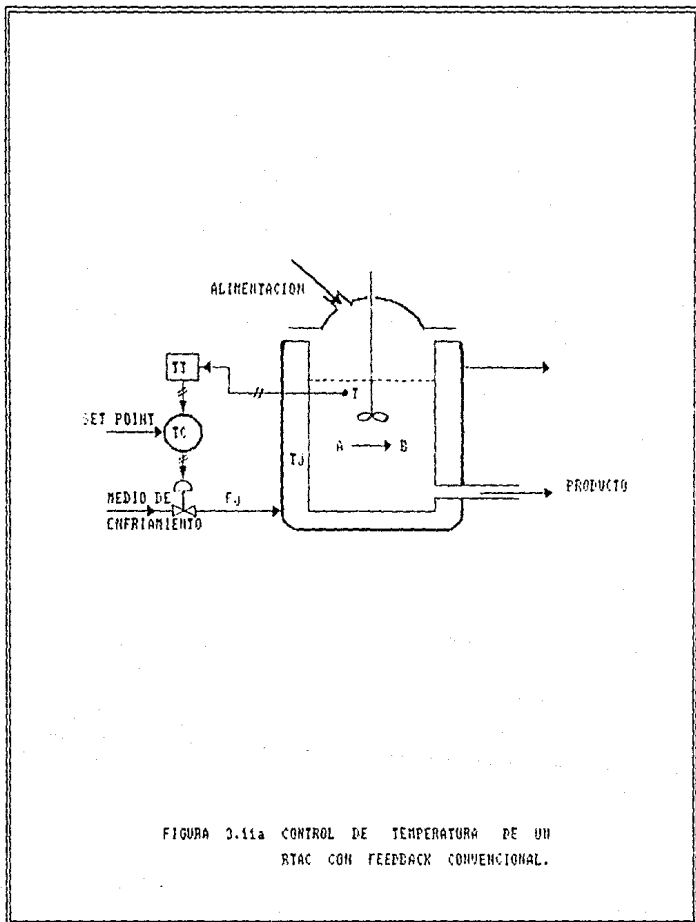 ALIMENTACION
TT
T
SET POINT
TC
TJ
A
B
MEDIO DE
FJ
PRODUCTO
ENFRIAMIENTO
FIGURA 3.11a CONTROL DE TEMPERATURA DE UN
RTAC CON FEEDBACK CONVENCIONAL.